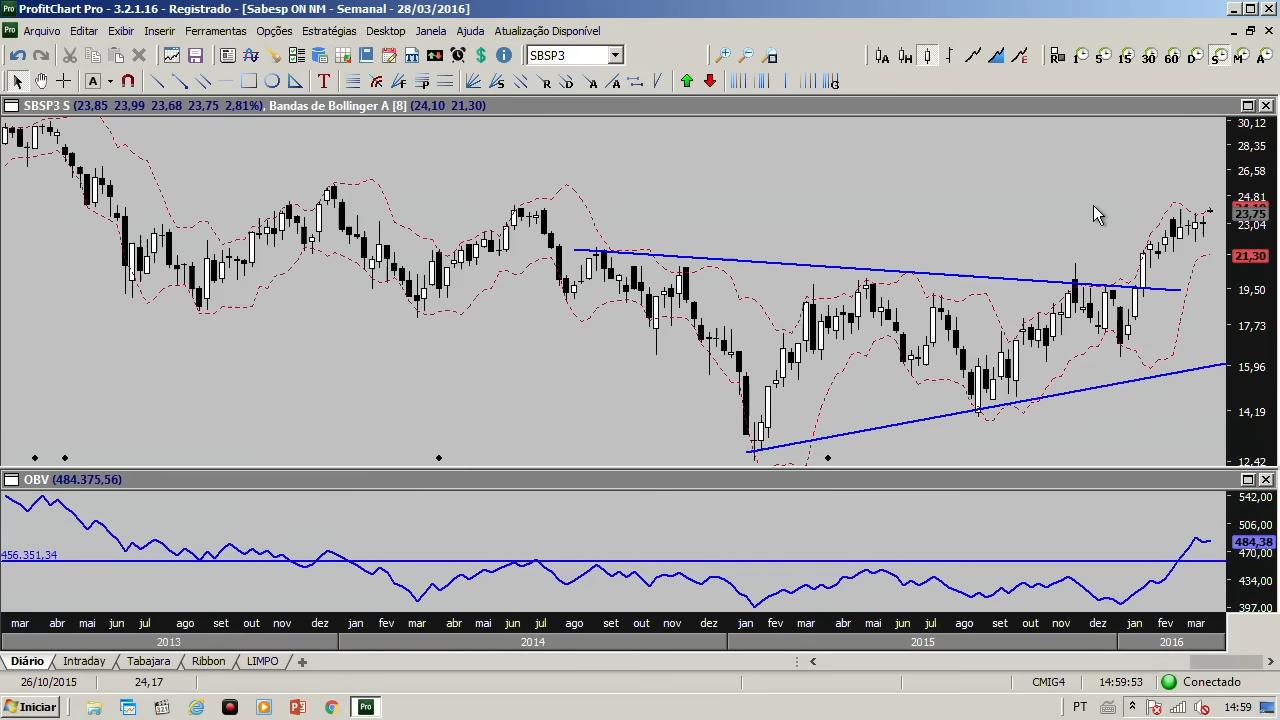 ProfitChart Pro - 3.2.1.16 - Registrado - [Sabesp ON NM - Semanal - 28/03/2016]
Pro Arquivo Editar Exibir Inserir Ferramentas Opções Estratégias Desktop Janela Ajuda Atualização Disponível
SBSP3
1 5 15 30 60 D S M A
A T
SBSP3 S (23,85 23,99 23,68 23,75 2,81%), Bandas de Bollinger A [8] (24,10 21,30)
30,12
28,35
26,58
24,81
23,75
23,04
21,30
19,50
17,73
15,96
14,19
12,42
OBV (484.375,56)
542,00
506,00
484,38
470,00
434,00
397,00
456.351,34
mar abr mai jun jul ago set out nov dez jan fev mar abr mai jun jul ago set out nov dez jan fev mar abr mai jun jul ago set out nov dez jan fev mar
2013 2014 2015 2016
Diário Intraday Tabajara Ribbon LIMPO
26/10/2015 24,17 CMIG4 14:59:53 Conectado
Iniciar Pro PT 14:59